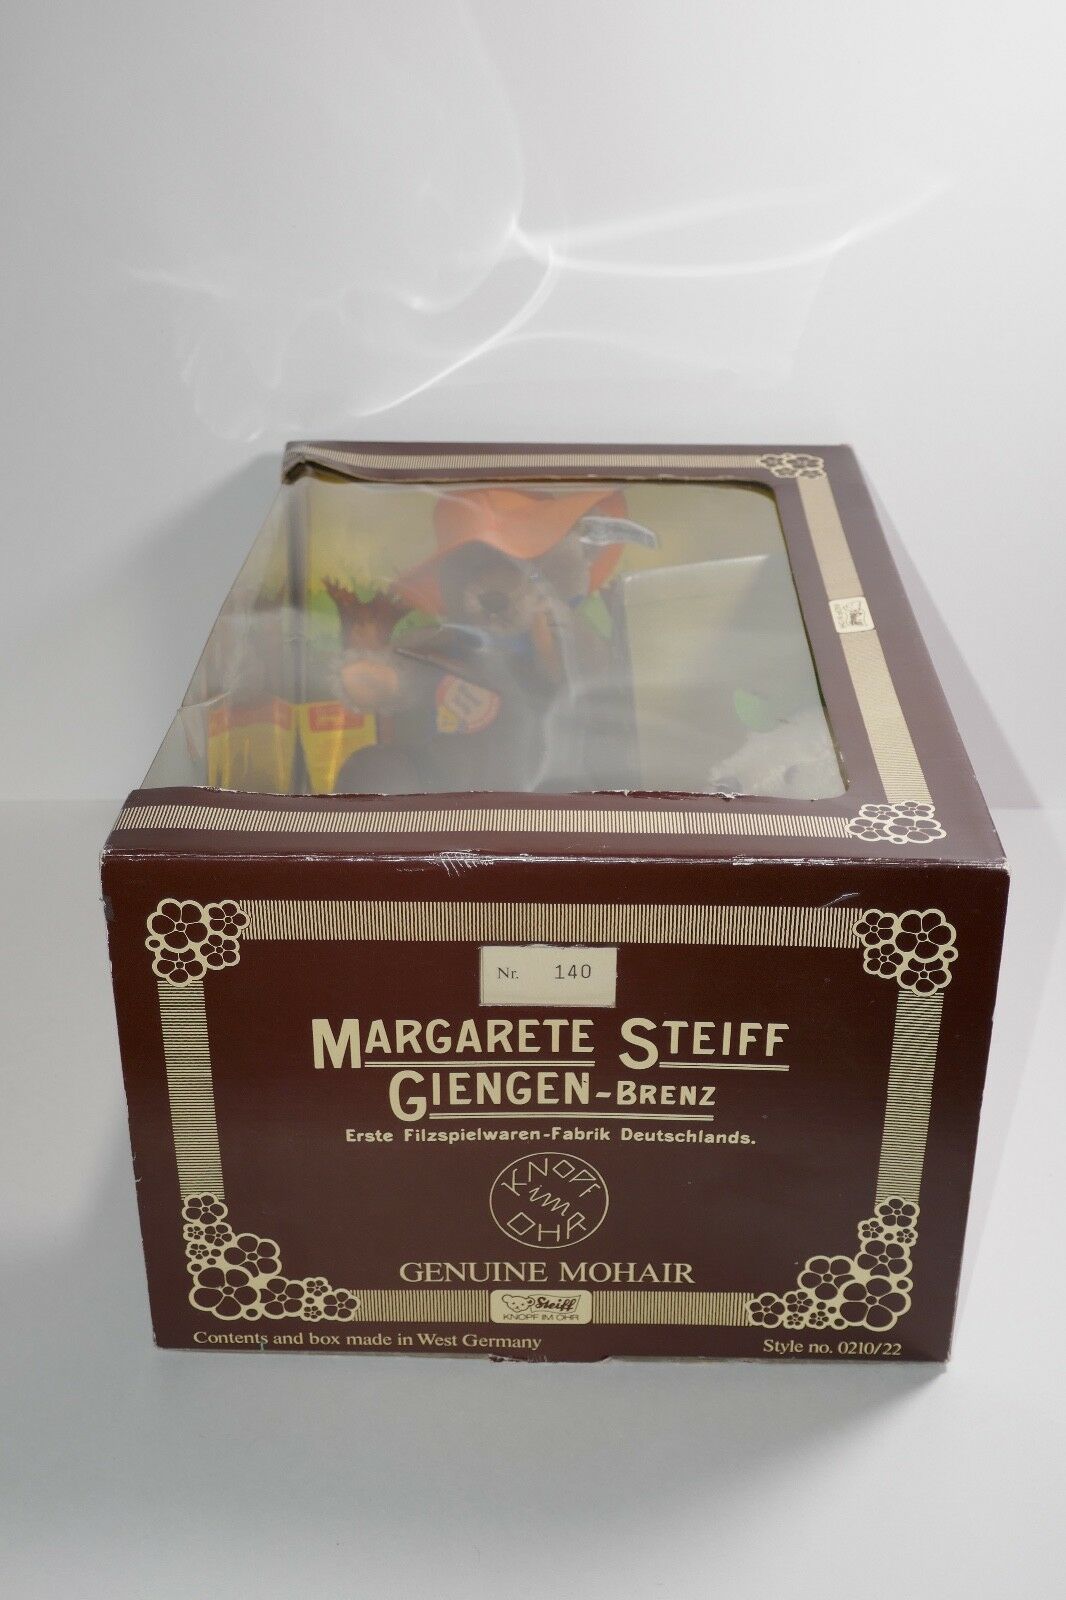 Nr. 140
MARGARETE STEIFF
GIENGEN-BRENZ
Erste Filzspielwaren-Fabrik Deutschlands.
KNOPF
im
OHR
GENUINE MOHAIR
Steiff
KNOPF IM OHR
Contents and box made in West Germany
Style no. 0210/22